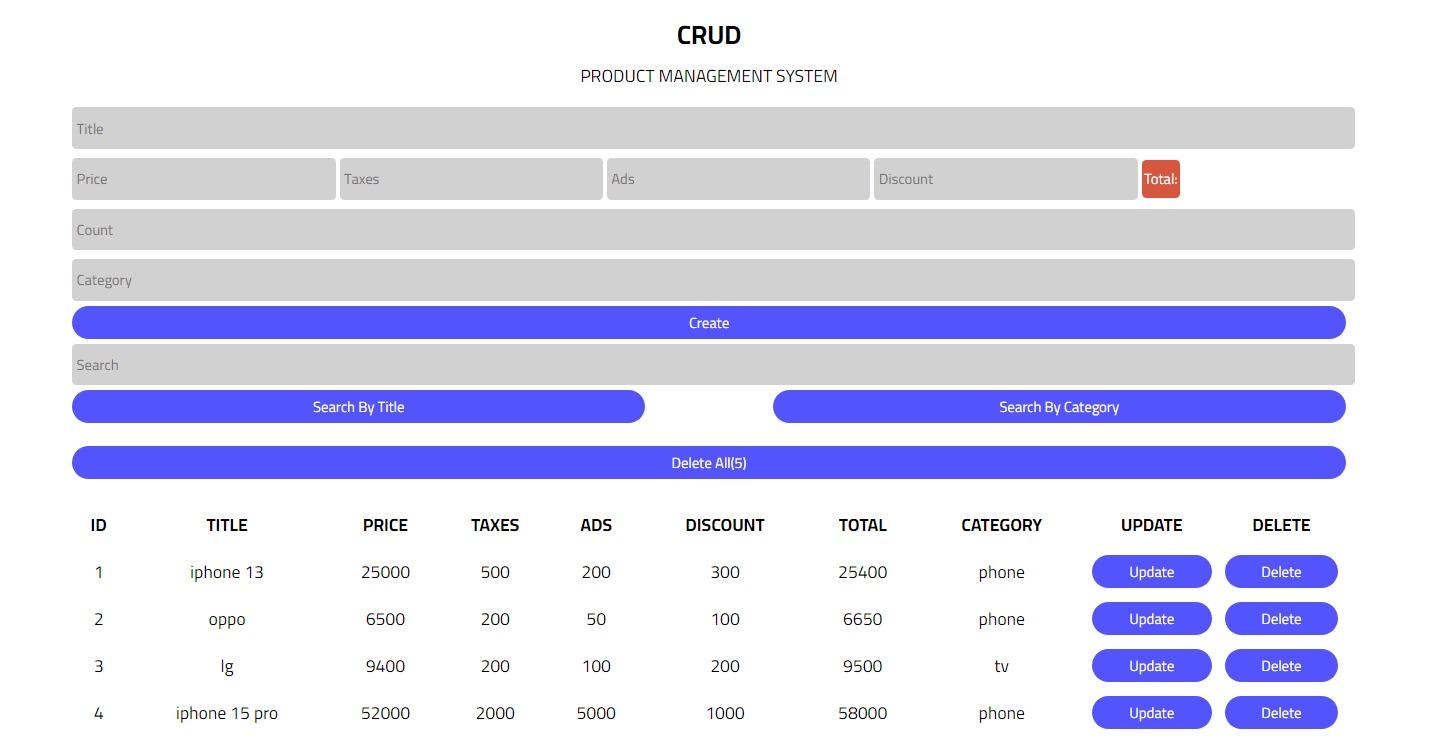 CRUD
PRODUCT MANAGEMENT SYSTEM
Title
Price Taxes Ads Discount Total:
Count
Category
Create
Search
Search By Title Search By Category
Delete All(5)
ID TITLE PRICE TAXES ADS DISCOUNT TOTAL CATEGORY UPDATE DELETE
1 iphone 13 25000 500 200 300 25400 phone Update Delete
2 oppo 6500 200 50 100 6650 phone Update Delete
3 lg 9400 200 100 200 9500 tv Update Delete
4 iphone 15 pro 52000 2000 5000 1000 58000 phone Update Delete